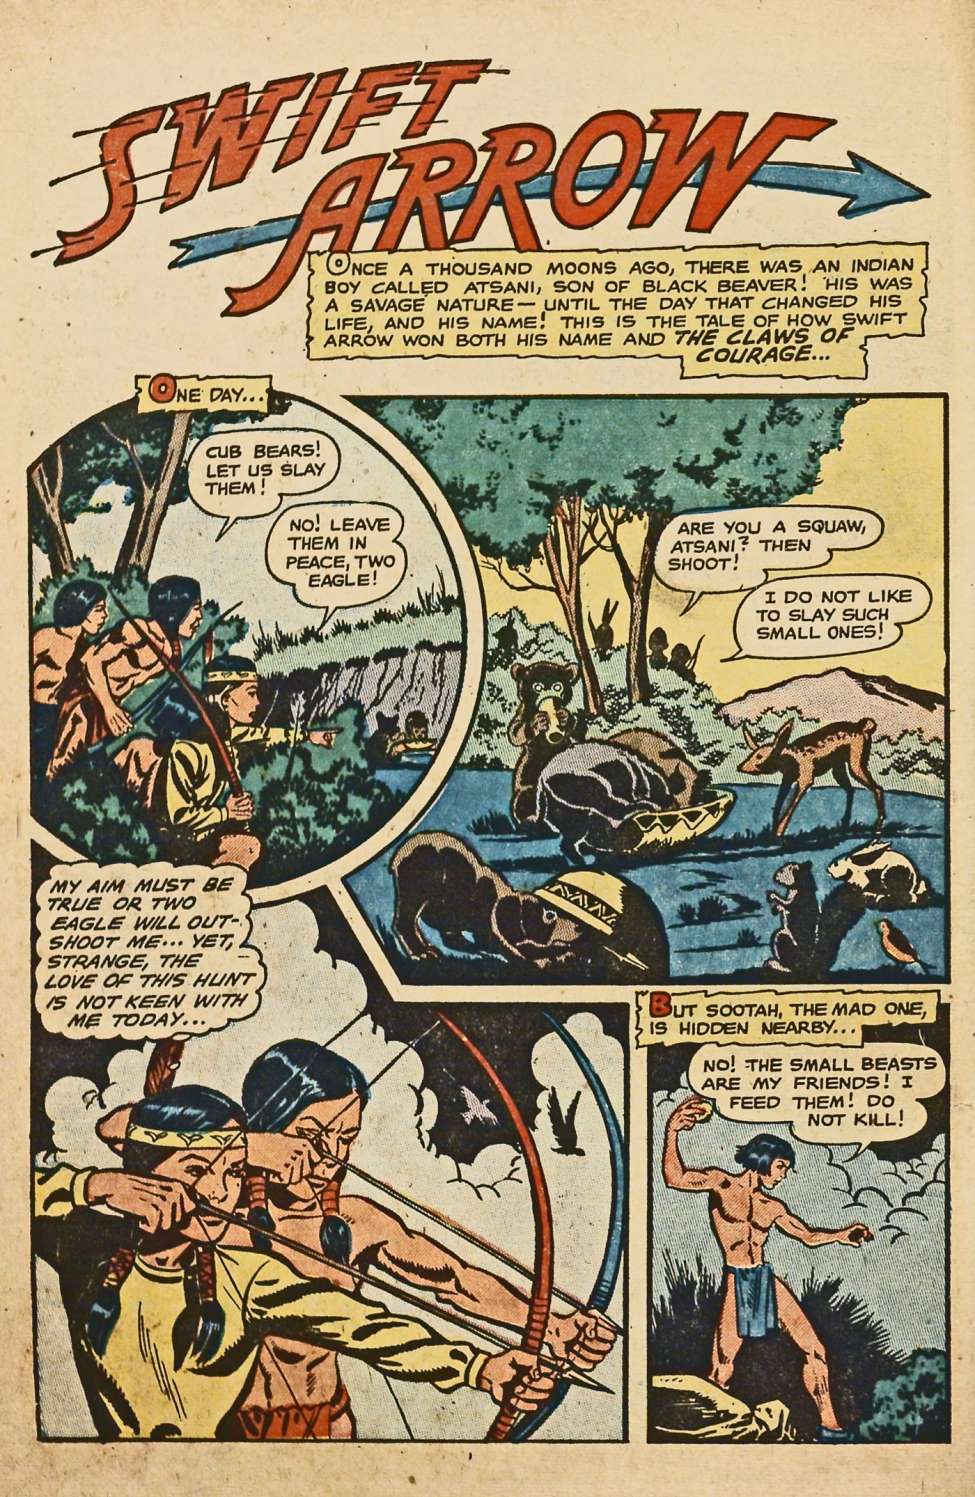 SWIFT
ARROW
ONCE A THOUSAND MOONS AGO, THERE WAS AN INDIAN
BOY CALLED ATSANI, SON OF BLACK BEAVER! HIS WAS
A SAVAGE NATURE — UNTIL THE DAY THAT CHANGED HIS
LIFE, AND HIS NAME! THIS IS THE TALE OF HOW SWIFT
ARROW WON BOTH HIS NAME AND THE CLAWS OF
COURAGE...
ONE DAY...
CUB BEARS!
LET US SLAY
THEM!
NO! LEAVE
THEM IN
PEACE, TWO
EAGLE!
ARE YOU A SQUAW,
ATSANI? THEN
SHOOT!
I DO NOT LIKE
TO SLAY SUCH
SMALL ONES!
MY AIM MUST BE
TRUE OR TWO
EAGLE WILL OUT-
SHOOT ME... YET,
STRANGE, THE
LOVE OF THIS HUNT
IS NOT KEEN WITH
ME TODAY...
BUT SOOTAH, THE MAD ONE,
IS HIDDEN NEARBY...
NO! THE SMALL BEASTS
ARE MY FRIENDS! I
FEED THEM! DO
NOT KILL!